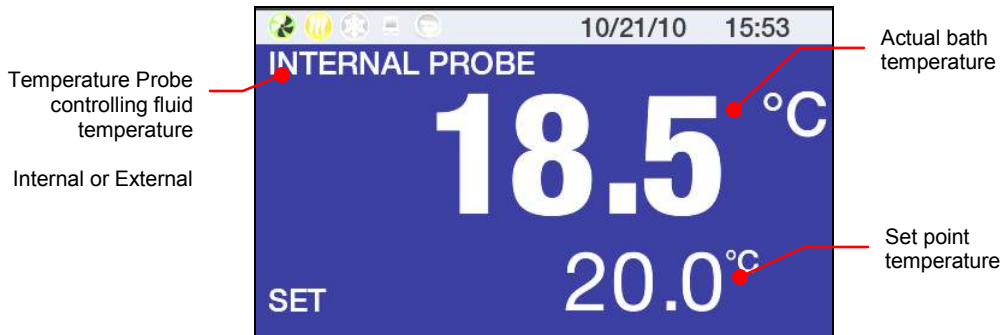 10/21/10 15:53
INTERNAL PROBE
18.5 °C
20.0 °C
SET
Temperature Probe
controlling fluid
temperature
Internal or External
Actual bath
temperature
Set point
temperature